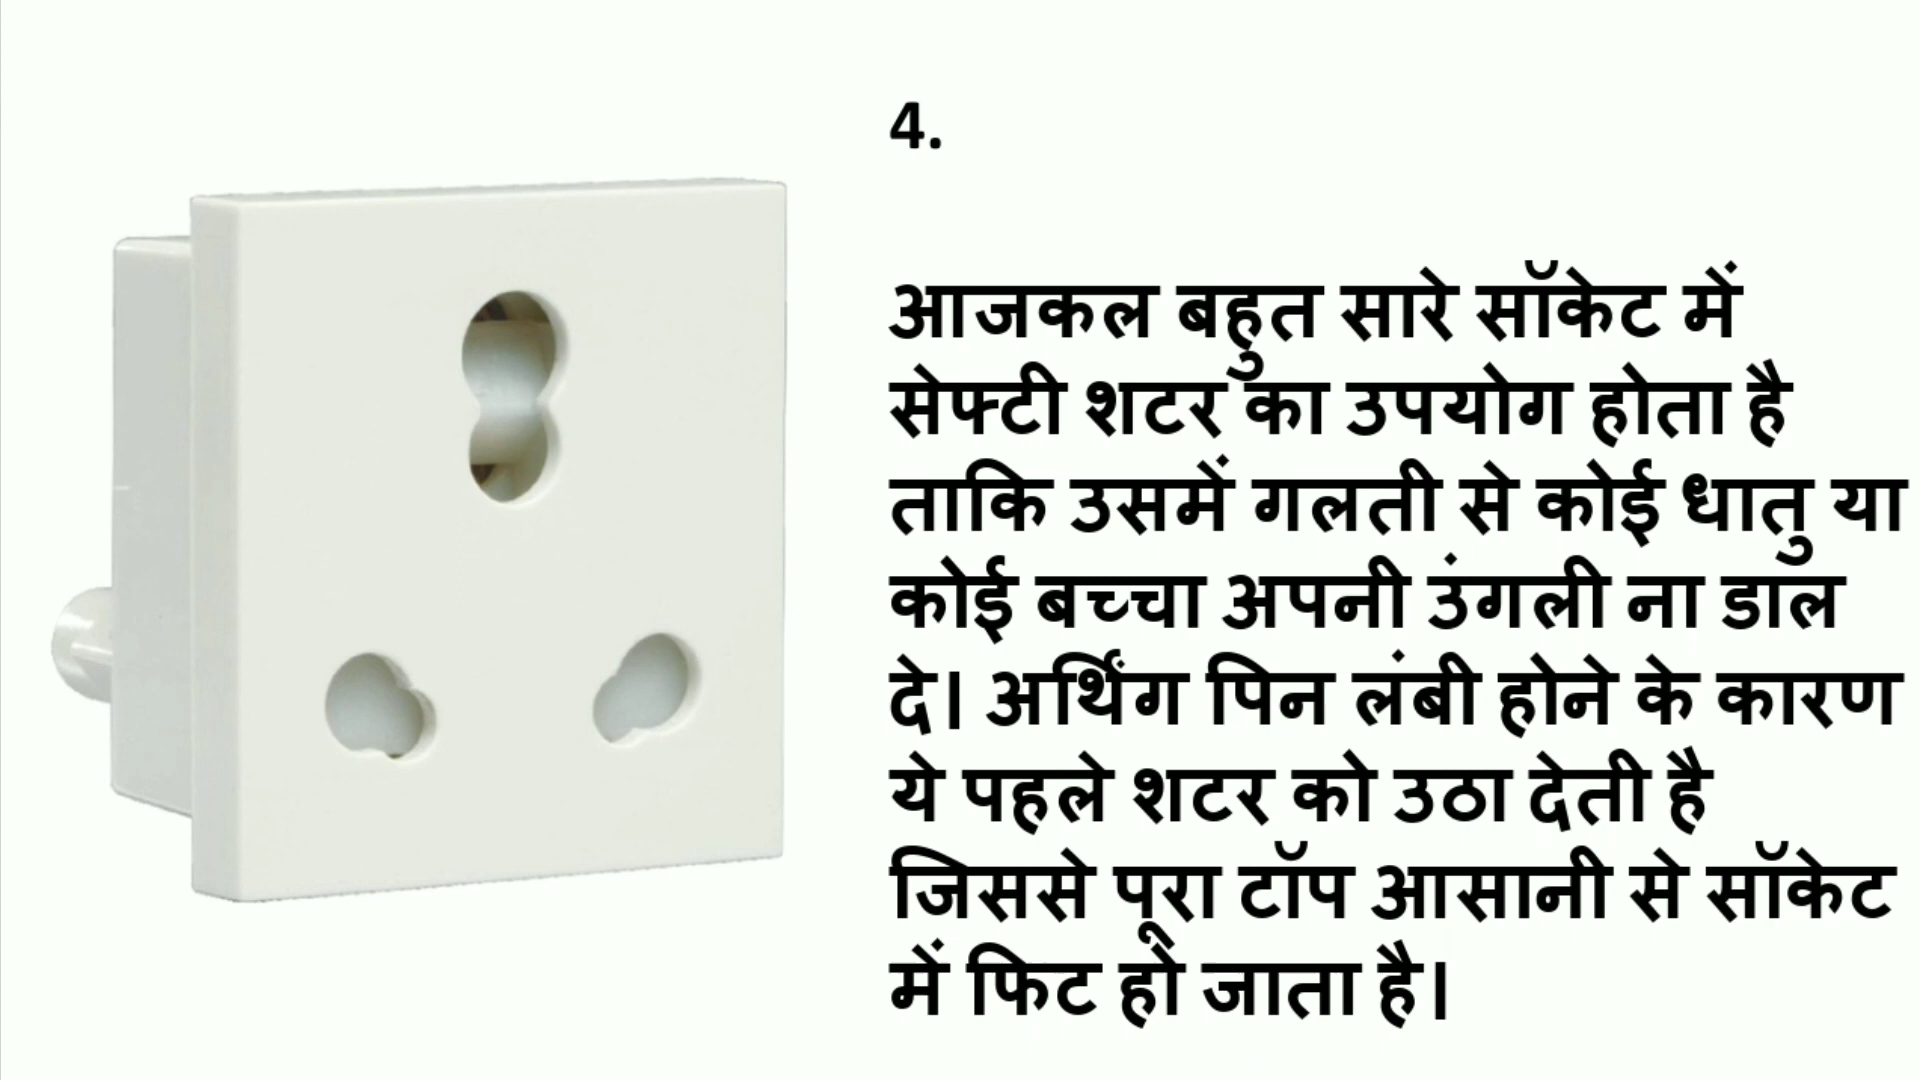 4.
आजकल बहुत सारे सॉकेट में
सेफ्टी शटर का उपयोग होता है
ताकि उसमें गलती से कोई धातु या
कोई बच्चा अपनी उंगली ना डाल
दे। अर्थिंग पिन लंबी होने के कारण
ये पहले शटर को उठा देती है
जिससे पूरा टॉप आसानी से सॉकेट
में फिट हो जाता है।